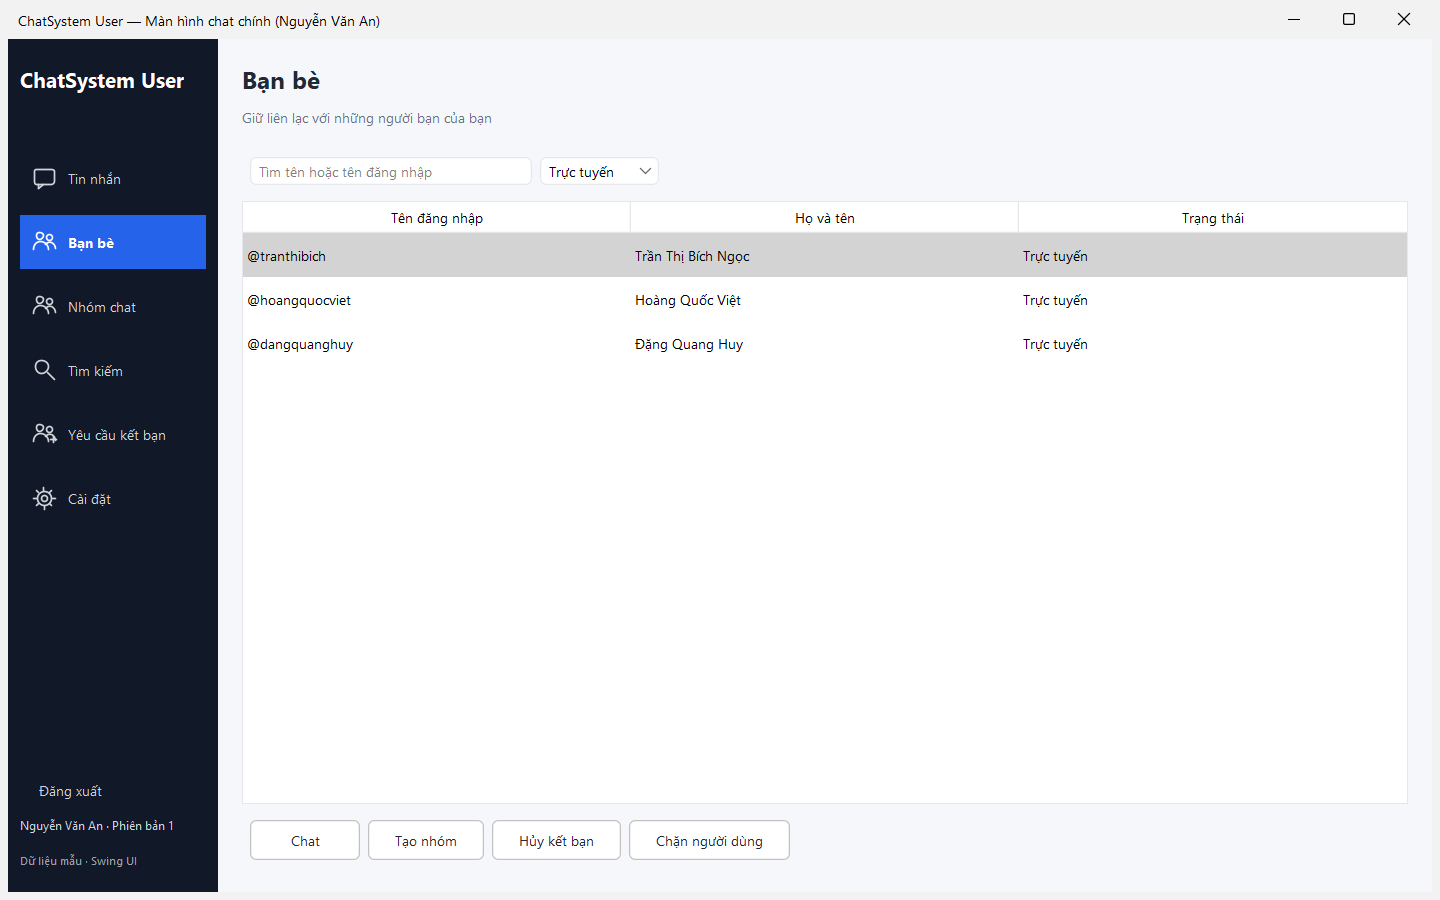 ChatSystem User — Màn hình chat chính (Nguyễn Văn An)
ChatSystem User
Tin nhắn
Bạn bè
Nhóm chat
Tìm kiếm
Yêu cầu kết bạn
Cài đặt
Đăng xuất
Nguyễn Văn An · Phiên bản 1
Dữ liệu mẫu · Swing UI
Bạn bè
Giữ liên lạc với những người bạn của bạn
Tìm tên hoặc tên đăng nhập
Trực tuyến
Tên đăng nhập Họ và tên Trạng thái
@tranthibich Trần Thị Bích Ngọc Trực tuyến
@hoangquocviet Hoàng Quốc Việt Trực tuyến
@dangquanghuy Đặng Quang Huy Trực tuyến
Chat Tạo nhóm Hủy kết bạn Chặn người dùng